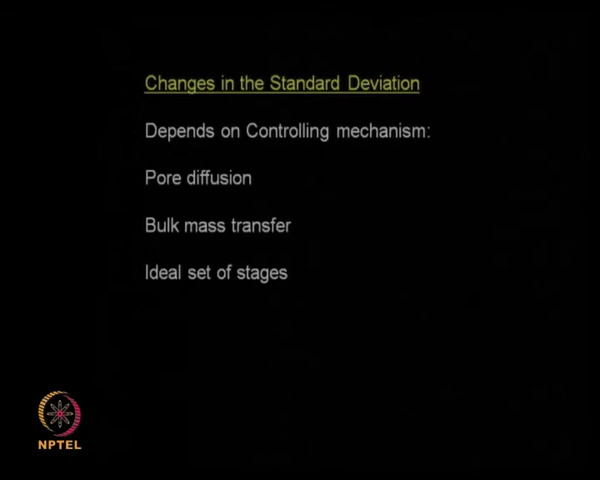 Changes in the Standard Deviation
Depends on Controlling mechanism:
Pore diffusion
Bulk mass transfer
Ideal set of stages
NPTEL